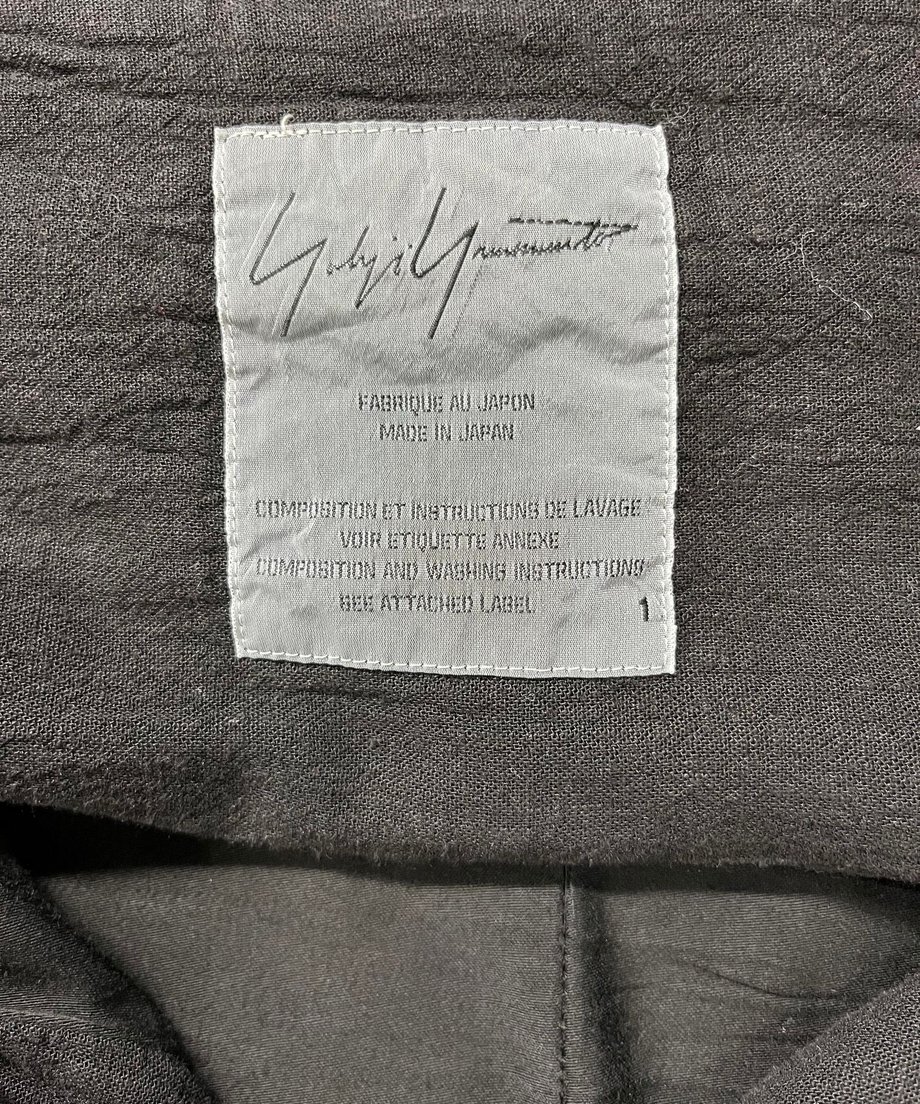 Yohji Yamamoto
FABRIQUE AU JAPON
MADE IN JAPAN
COMPOSITION ET INSTRUCTIONS DE LAVAGE
VOIR ETIQUETTE ANNEXE
COMPOSITION AND WASHING INSTRUCTIONS
SEE ATTACHED LABEL 1